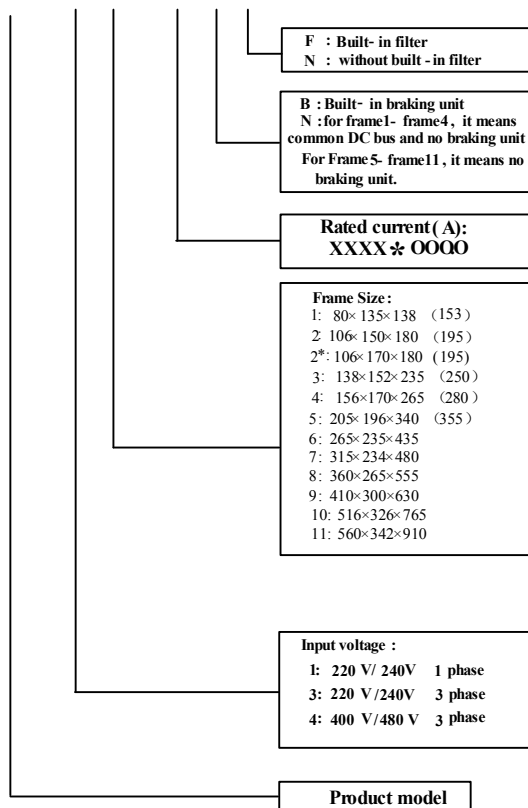 F : Built- in filter
N : without built - in filter
B : Built- in braking unit
N : for frame1- frame4 , it means
common DC bus and no braking unit
For Frame 5- frame11 , it means no
braking unit.
Rated current ( A ):
XXXX * OOOO
Frame Size :
1: 80×135×138 (153)
2: 106×150×180 (195)
2*: 106×170×180 (195)
3: 138×152×235 (250)
4: 156×170×265 (280)
5: 205×196×340 (355)
6: 265×235×435
7: 315×234×480
8: 360×265×555
9: 410×300×630
10: 516×326×765
11: 560×342×910
Input voltage :
1: 220 V/ 240V 1 phase
3: 220 V/240V 3 phase
4: 400 V/480 V 3 phase
Product model